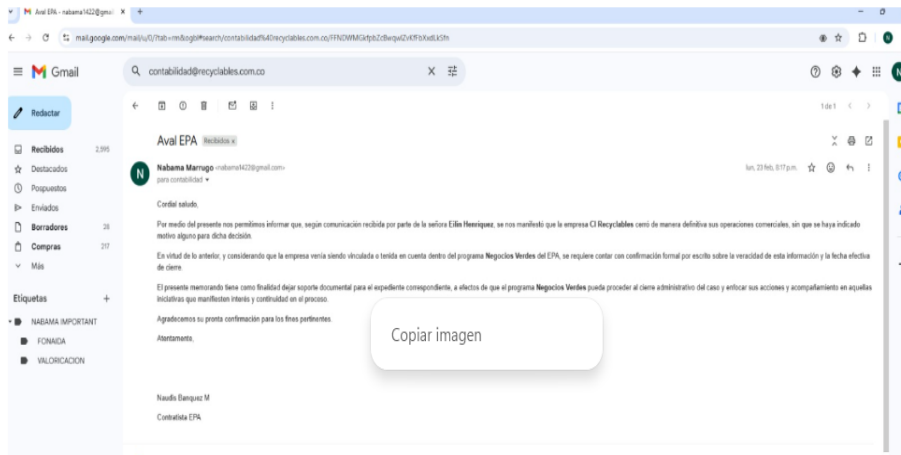 Aval EPA - nabama1422@gmail
mail.google.com/mail/u/0/?tab=rm&ogbl#search/contabilidad%40recyclables.com.co/
Gmail
contabilidad@recyclables.com.co
Redactar
1 de 1
Aval EPA Recibidos x
Recibidos 2,995
Destacados
Pospuestos
Enviados
Borradores 28
Compras 217
Más
Etiquetas +
NABAMA IMPORTANT
FONAIDA
VALORICACION
N
Nabama Marrugo <nabama1422@gmail.com>
lun, 23 feb, 8:17 p.m.
para contabilidad
Cordial saludo,
Por medio del presente nos permitimos informar que, según comunicación recibida por parte de la señora Eilin Henriquez, se nos manifestó que la empresa CI Recyclables cerró de manera definitiva sus operaciones comerciales, sin que se haya indicado
motivo alguno para dicha decisión.
En virtud de lo anterior, y considerando que la empresa venía siendo vinculada o tenida en cuenta dentro del programa Negocios Verdes del EPA, se requiere contar con confirmación formal por escrito sobre la veracidad de esta información y la fecha efectiva
de cierre.
El presente memorando tiene como finalidad dejar soporte documental para el expediente correspondiente, a efectos de que el programa Negocios Verdes pueda proceder al cierre administrativo del caso y enfocar sus acciones y acompañamiento en aquellas
iniciativas que manifiesten interés y continuidad en el proceso.
Agradecemos su pronta confirmación para los fines pertinentes.
Atentamente,
Copiar imagen
Naudis Banquez M
Contratista EPA